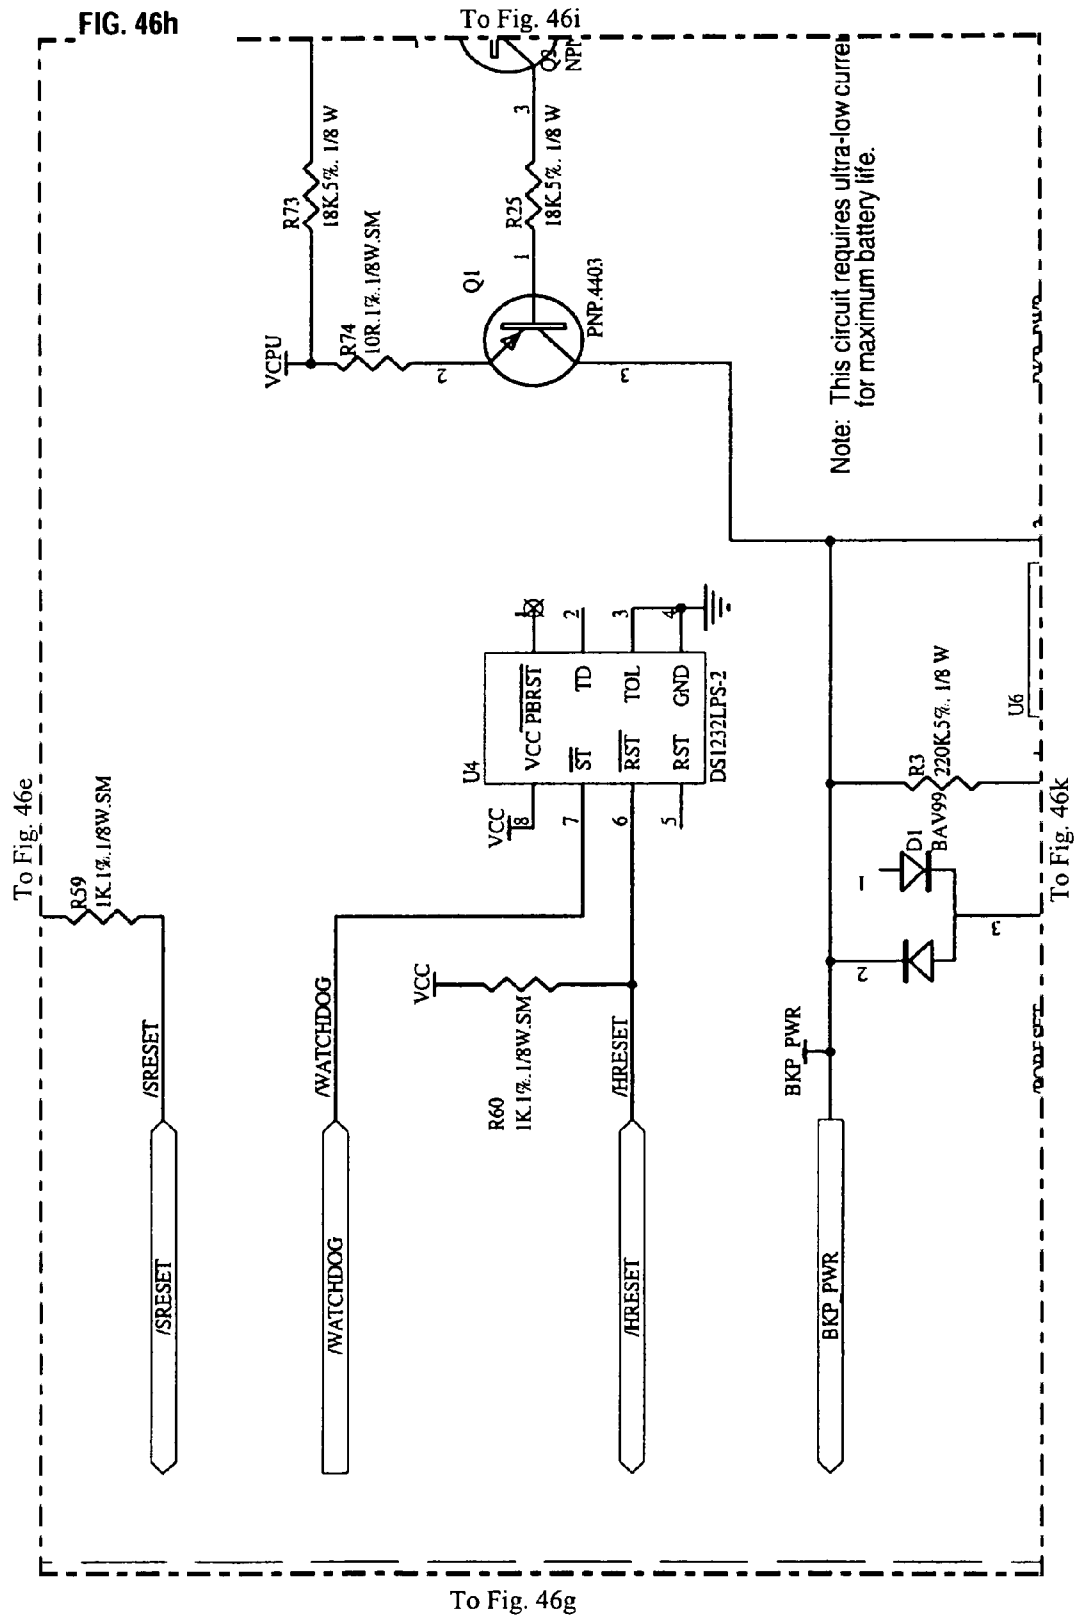 FIG. 46h
To Fig. 46i
To Fig. 46e
To Fig. 46k
To Fig. 46g
R59
1K.1%.1/8W.SM
/SRESET
/SRESET
R73
18K.5%. 1/8 W
VCPU
R74
10R.1%.1/8W.SM
2
Q1
1
3
PNP.4403
R25
18K.5%. 1/8 W
3
Q2
Note: This circuit requires ultra-low
for maximum battery life.
/WATCHDOG
/WATCHDOG
VCC
R60
1K.1%.1/8W.SM
/HRESET
/HRESET
U4
VCC
8
7
6
5
VCC PBRST
ST TD
RST TOL
RST GND
1
2
3
4
DS1232LPS-2
BKP_PWR
BKP_PWR
R3
220K.5%. 1/8 W
D1
BAV99
1
2
3
U6